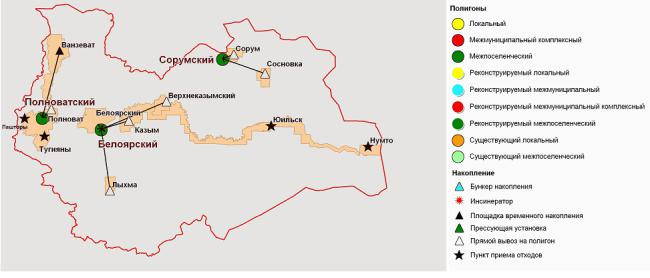 Ванзеват
Сорум
Сорумский
Сосновка
Полноватский
Верхнеказымский
Полноват
Белоярский
Казым
Пашторы
Юильск
Тугияны
Белоярский
Нумто
Лыхма
Полигоны
Локальный
Межмуниципальный комплексный
Межпоселенческий
Реконструируемый локальный
Реконструируемый межмуниципальный
Реконструируемый межмуниципальный комплексный
Реконструируемый межпоселенческий
Существующий локальный
Существующий межпоселенческий
Накопление
Бункер накопления
Инсинератор
Площадка временного накопления
Прессующая установка
Прямой вывоз на полигон
Пункт приема отходов